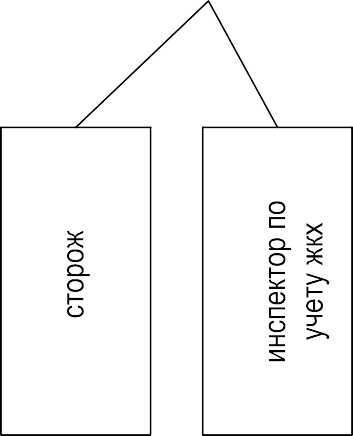 сторож
инспектор по
учету жкх